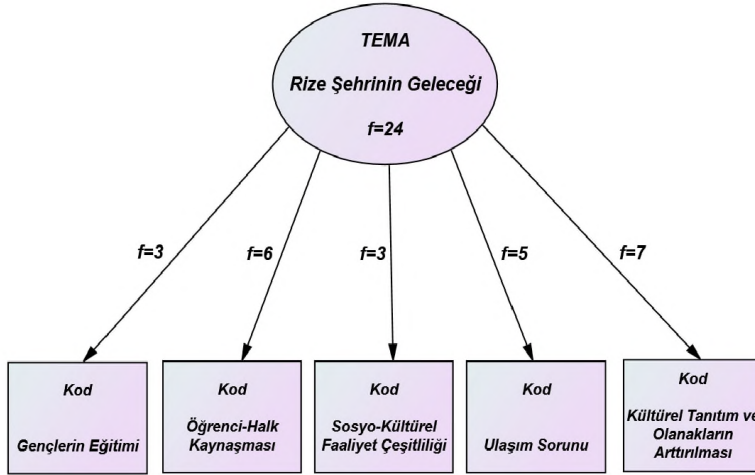 TEMA
Rize Şehrinin Geleceği
f=24
f=3
f=6
f=3
f=5
f=7
Kod
Gençlerin Eğitimi
Kod
Öğrenci-Halk
Kaynaşması
Kod
Sosyo-Kültürel
Faaliyet Çeşitliliği
Kod
Ulaşım Sorunu
Kod
Kültürel Tanıtım ve
Olanakların
Arttırılması